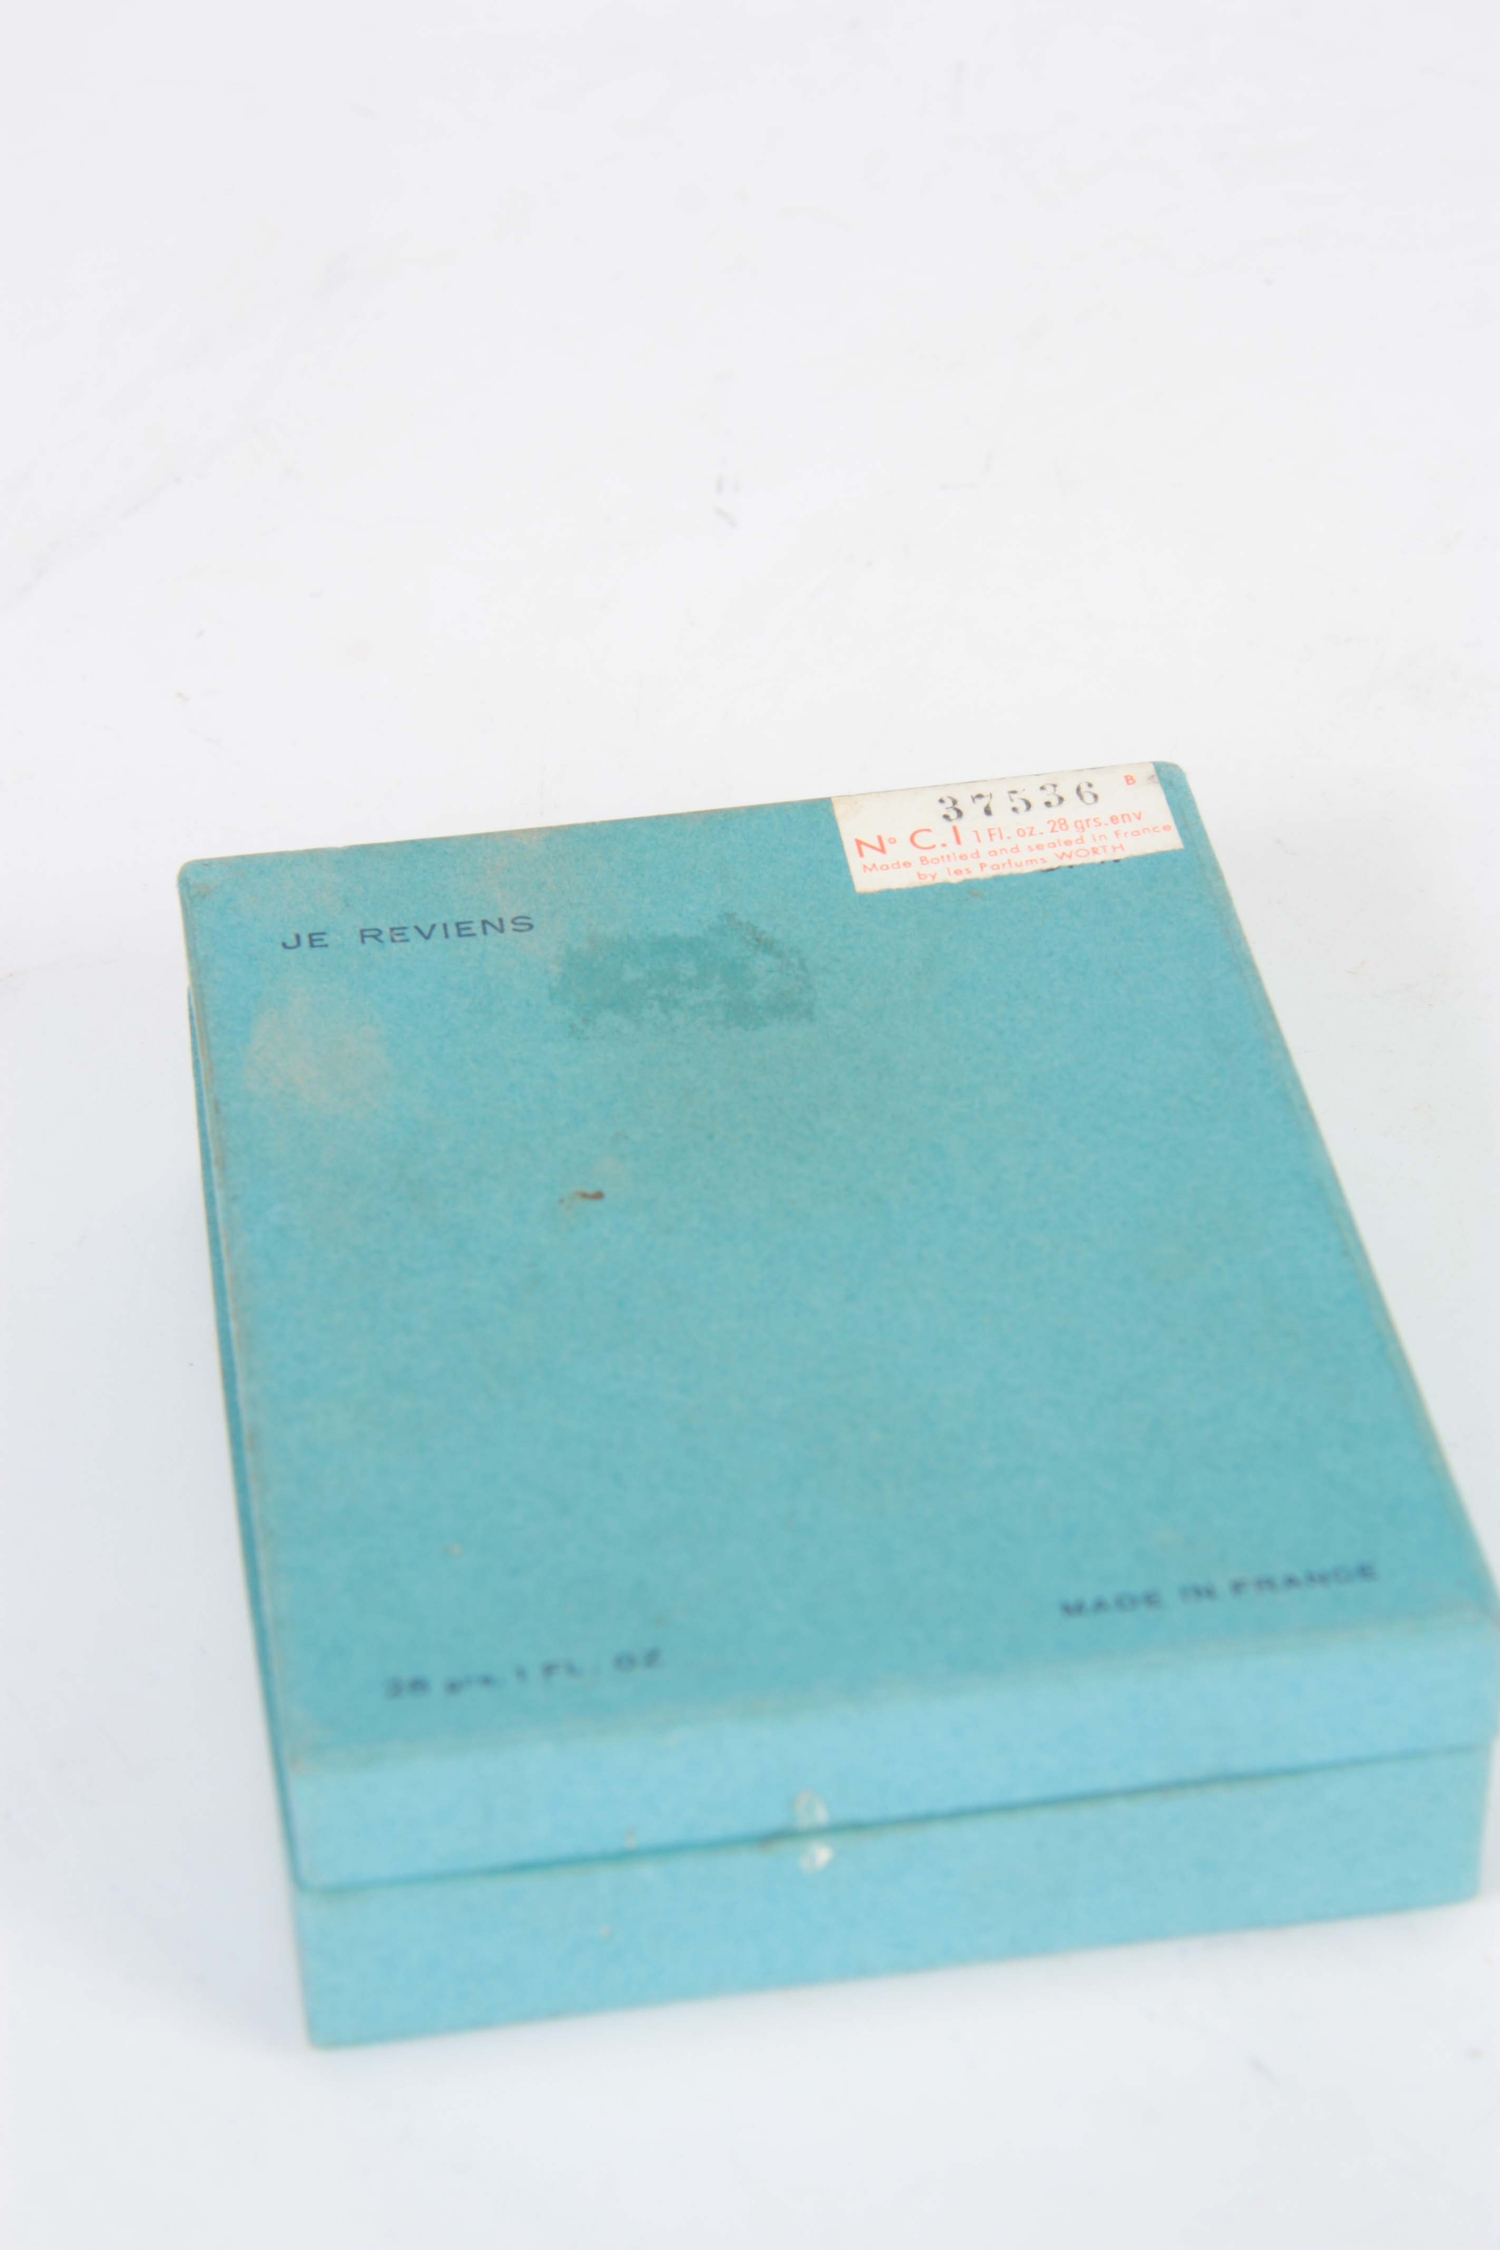 37536 B
Nº C.I 1 Fl. oz. 28 grs. env
Made Bottled and sealed in France
by les Parfums WORTH
JE REVIENS
MADE IN FRANCE
28 grs. 1 FL. OZ